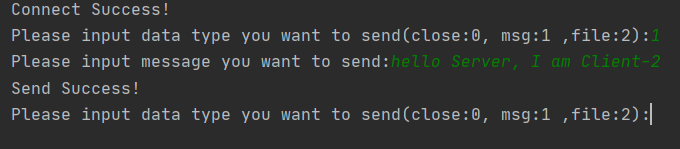 Connect Success!
Please input data type you want to send(close:0, msg:1 ,file:2):1
Please input message you want to send:hello Server, I am Client-2
Send Success!
Please input data type you want to send(close:0, msg:1 ,file:2):